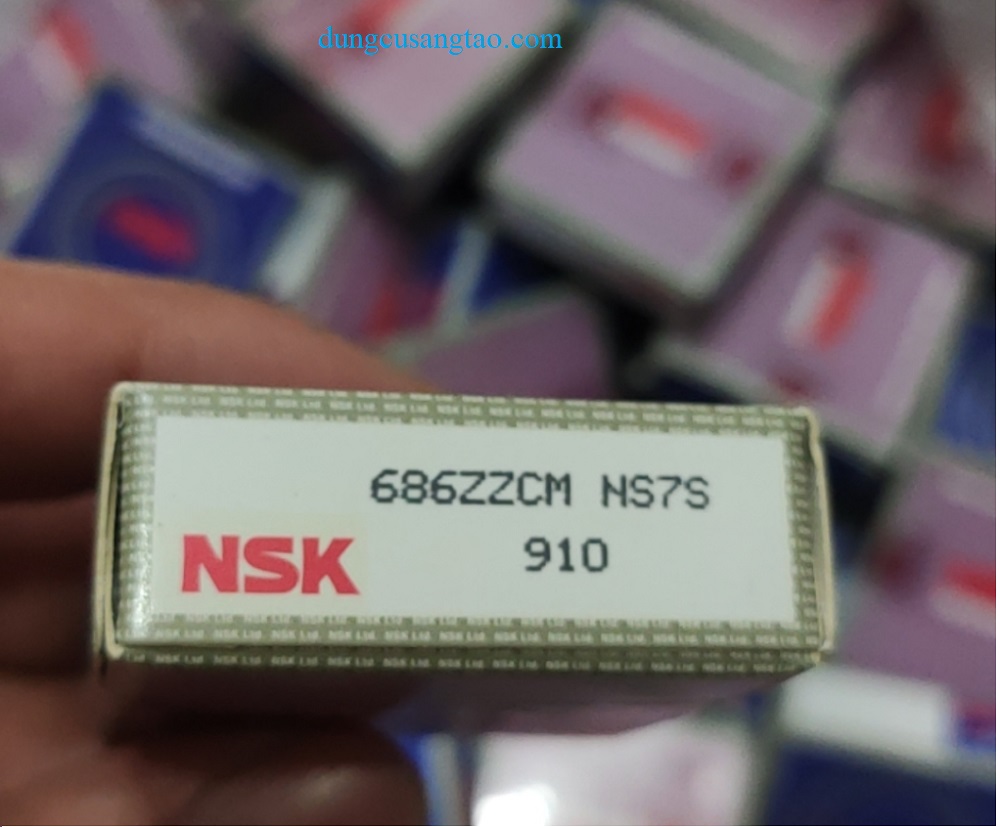 dungcusangtao.com
686ZZCM NS7S
910
NSK